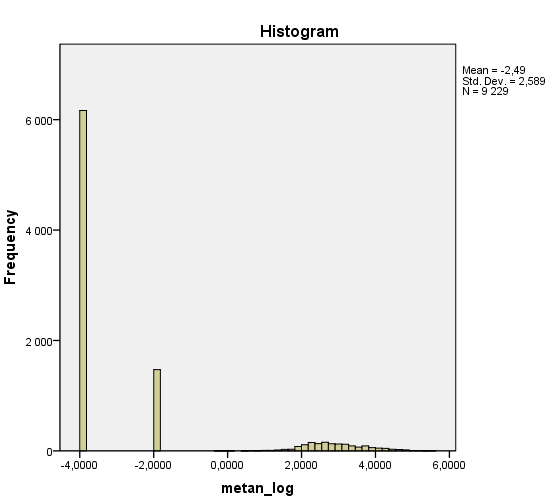 Histogram
Mean = -2,49
Std. Dev. = 2,589
N = 9 229
Frequency
6 000
4 000
2 000
0
-4,0000 -2,0000 0,0000 2,0000 4,0000 6,0000
metan_log